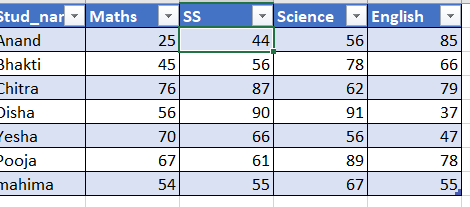 Stud_nar Maths SS Science English
Anand 25 44 56 85
Bhakti 45 56 78 66
Chitra 76 87 62 79
Disha 56 90 91 37
Yesha 70 66 56 47
Pooja 67 61 89 78
mahima 54 55 67 55